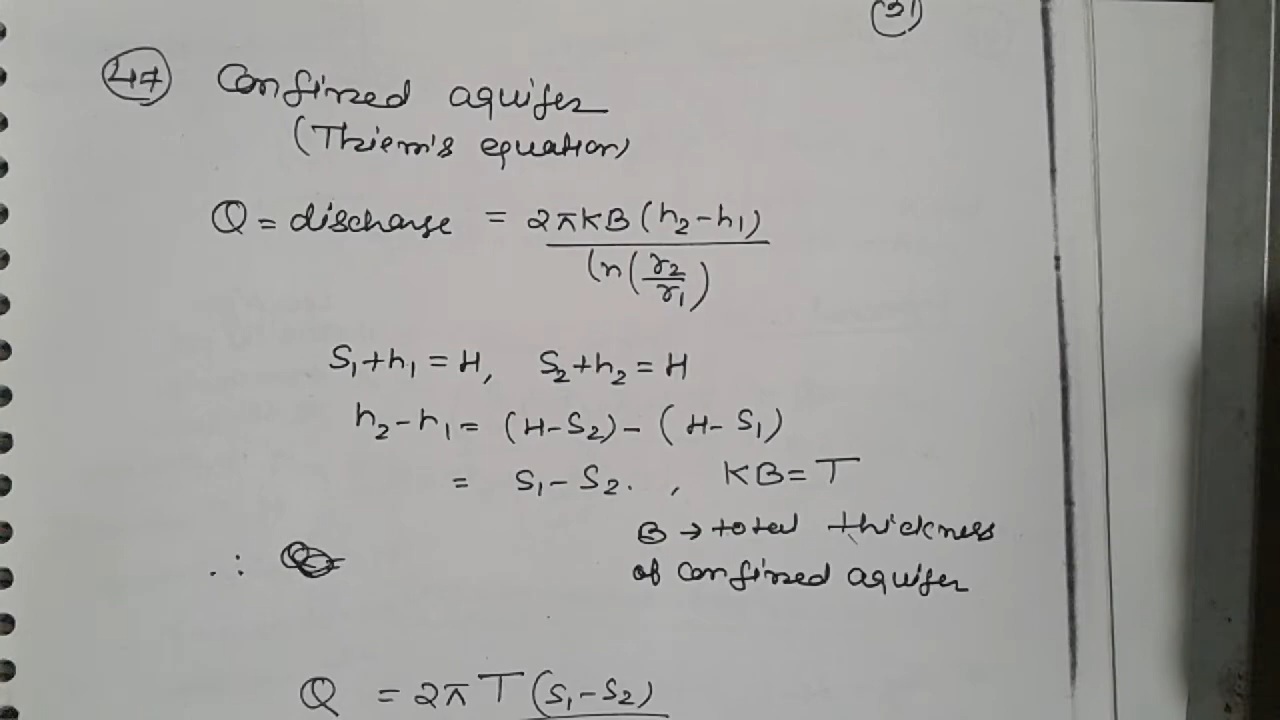 (31)
(47) Confined aquifer
(Thiem's equation)
Q = discharge = 2πKB(h₂-h₁)
ln(r₂/r₁)
S₁+h₁ = H, S₂+h₂ = H
h₂-h₁ = (H-S₂)-(H-S₁)
= S₁-S₂. , KB=T
B → total thickness
of confined aquifer
∴
Q = 2πT(S₁-S₂)